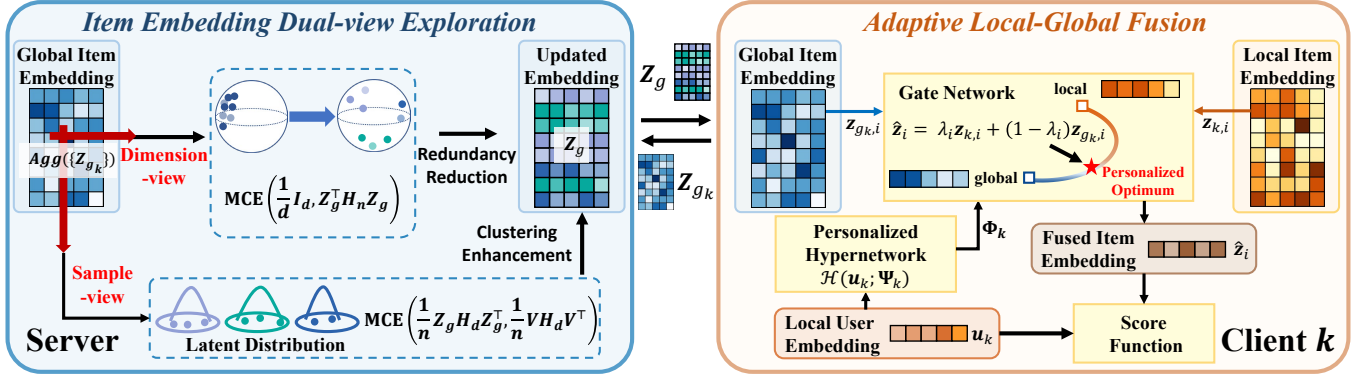 Item Embedding Dual-view Exploration
Global Item
Embedding
Agg({Z_{g_k}})
Dimension
-view
MCE(1/d I_d, Z_g^⊤ H_n Z_g)
Redundancy
Reduction
Updated
Embedding
Z_g
Clustering
Enhancement
Sample
-view
Latent Distribution
MCE(1/n Z_g H_d Z_g^⊤, 1/n V H_d V^⊤)
Server
Z_g
Z_{g_k}
Adaptive Local-Global Fusion
Global Item
Embedding
z_{g_k,i}
Gate Network
local
ẑ_i = λ_i z_{k,i} + (1 − λ_i) z_{g_k,i}
global
Personalized
Optimum
Local Item
Embedding
z_{k,i}
Personalized
Hypernetwork
ℋ(u_k; Ψ_k)
Φ_k
Fused Item
Embedding
ẑ_i
Local User
Embedding
u_k
Score
Function
Client k